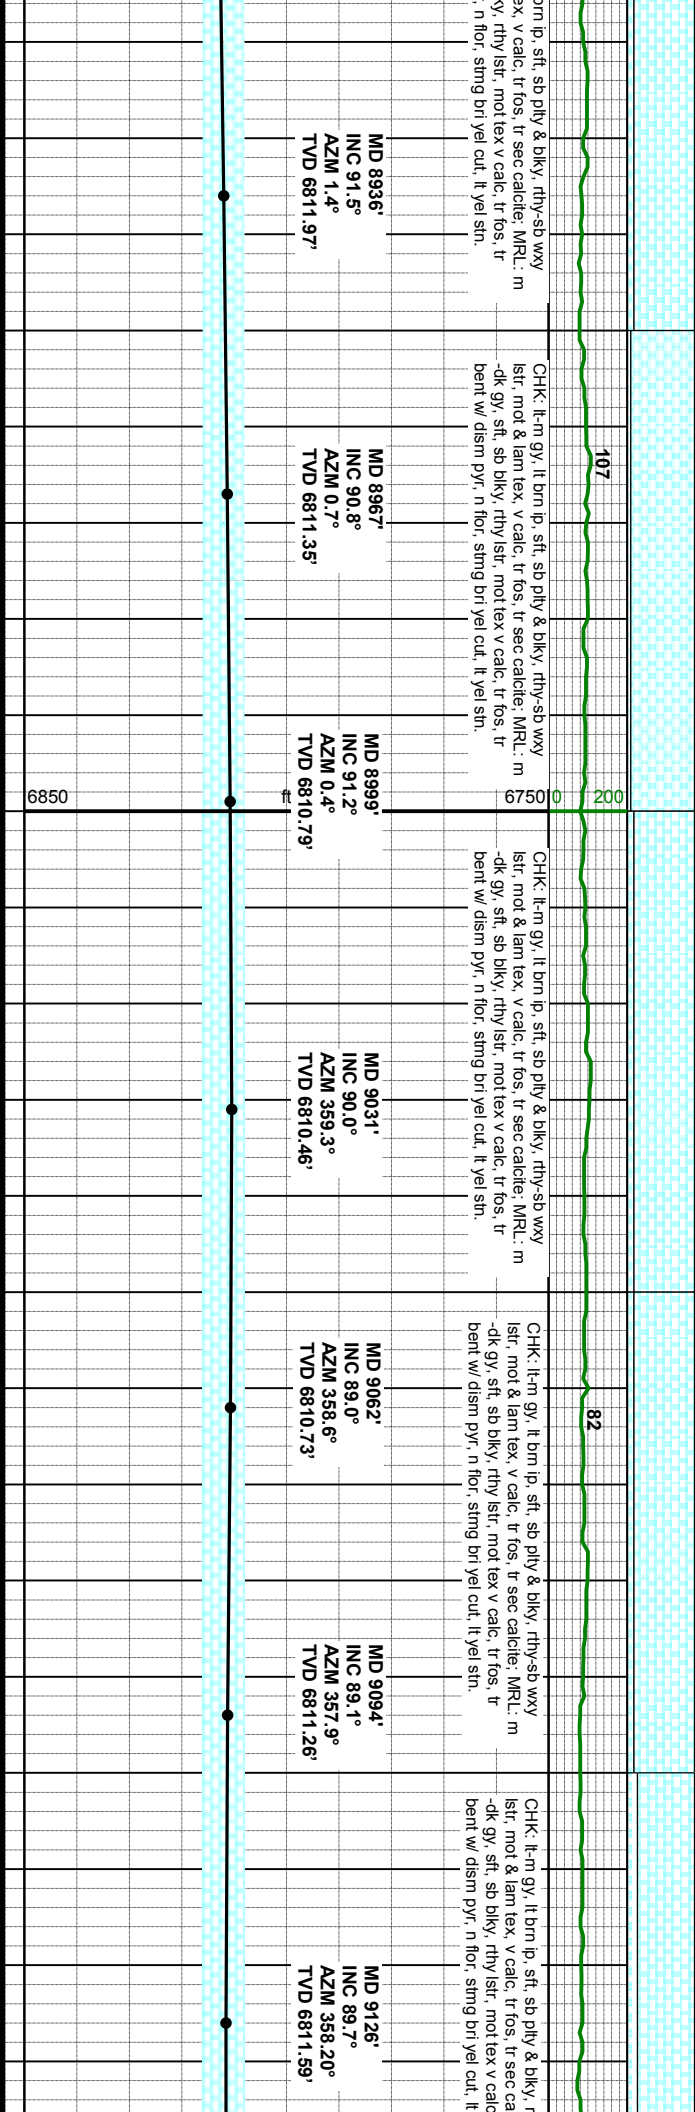 brn ip, sft, sb plty & blky, rthy-sb wxy
ex, v calc, tr fos, tr sec calcite; MRL: m
ky, rthy lstr, mot tex v calc, tr fos, tr
, n flor, stmg bri yel cut, lt yel stn.
MD 8936'
INC 91.5°
AZM 1.4°
TVD 6811.97'
CHK: lt-m gy, lt brn ip, sft, sb plty & blky, rthy-sb wxy
lstr, mot & lam tex, v calc, tr fos, tr sec calcite; MRL: m
-dk gy, sft, sb blky, rthy lstr, mot tex v calc, tr fos, tr
bent w/ dism pyr, n flor, stmg bri yel cut, lt yel stn.
107
MD 8967'
INC 90.8°
AZM 0.7°
TVD 6811.35'
MD 8999'
INC 91.2°
AZM 0.4°
TVD 6810.79'
6850 ft 6750 0 200
CHK: lt-m gy, lt brn ip, sft, sb plty & blky, rthy-sb wxy
lstr, mot & lam tex, v calc, tr fos, tr sec calcite; MRL: m
-dk gy, sft, sb blky, rthy lstr, mot tex v calc, tr fos, tr
bent w/ dism pyr, n flor, stmg bri yel cut, lt yel stn.
MD 9031'
INC 90.0°
AZM 359.3°
TVD 6810.46'
CHK: lt-m gy, lt brn ip, sft, sb plty & blky, rthy-sb wxy
lstr, mot & lam tex, v calc, tr fos, tr sec calcite; MRL: m
-dk gy, sft, sb blky, rthy lstr, mot tex v calc, tr fos, tr
bent w/ dism pyr, n flor, stmg bri yel cut, lt yel stn.
82
MD 9062'
INC 89.0°
AZM 358.6°
TVD 6810.73'
MD 9094'
INC 89.1°
AZM 357.9°
TVD 6811.26'
CHK: lt-m gy, lt brn ip, sft, sb plty & blky, r
lstr, mot & lam tex, v calc, tr fos, tr sec ca
-dk gy, sft, sb blky, rthy lstr, mot tex v calc
bent w/ dism pyr, n flor, stmg bri yel cut, lt
MD 9126'
INC 89.7°
AZM 358.20°
TVD 6811.59'